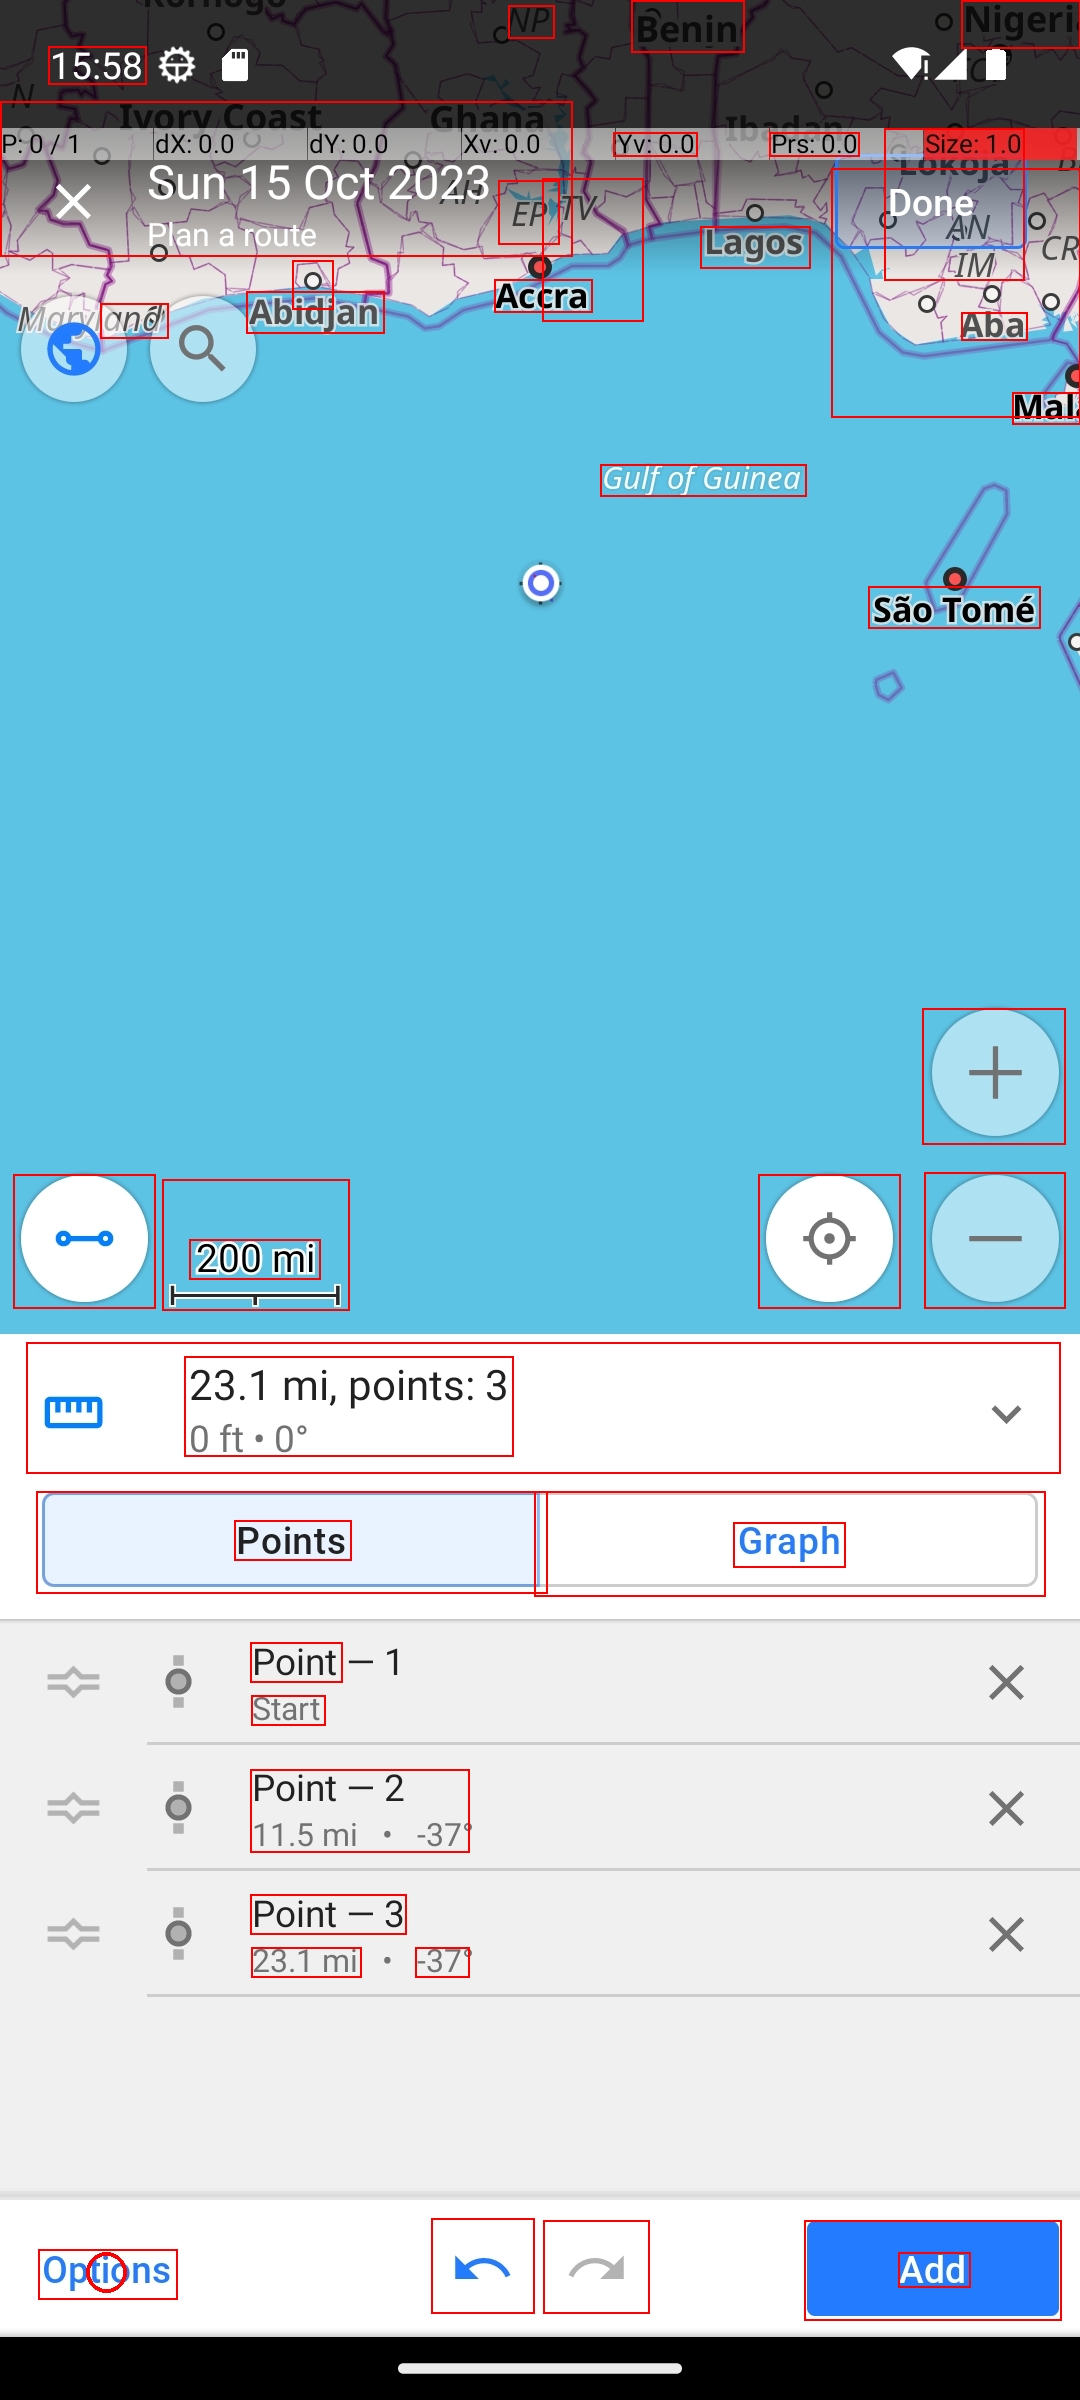 NP
Benin
Nigeri
15:58
N
Ivory Coast
Ghana
Ibadan
P: 0 / 1
dX: 0.0
dY: 0.0
Xv: 0.0
Yv: 0.0
Prs: 0.0
Size: 1.0
Lokoja
Sun 15 Oct 2023
AH
EP
TV
Done
AN
Plan a route
Lagos
CR
IM
Accra
Maryland
Abidjan
Aba
Mala
Gulf of Guinea
São Tomé
200 mi
23.1 mi, points: 3
0 ft • 0°
Points
Graph
Point — 1
Start
Point — 2
11.5 mi • -37°
Point — 3
23.1 mi • -37°
Options
Add